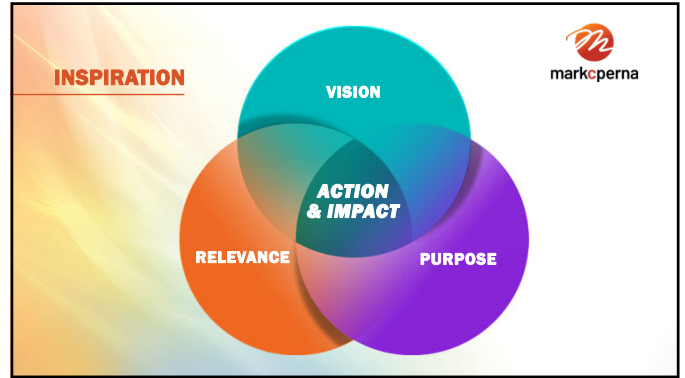 INSPIRATION
markcperna
VISION
ACTION
& IMPACT
RELEVANCE
PURPOSE